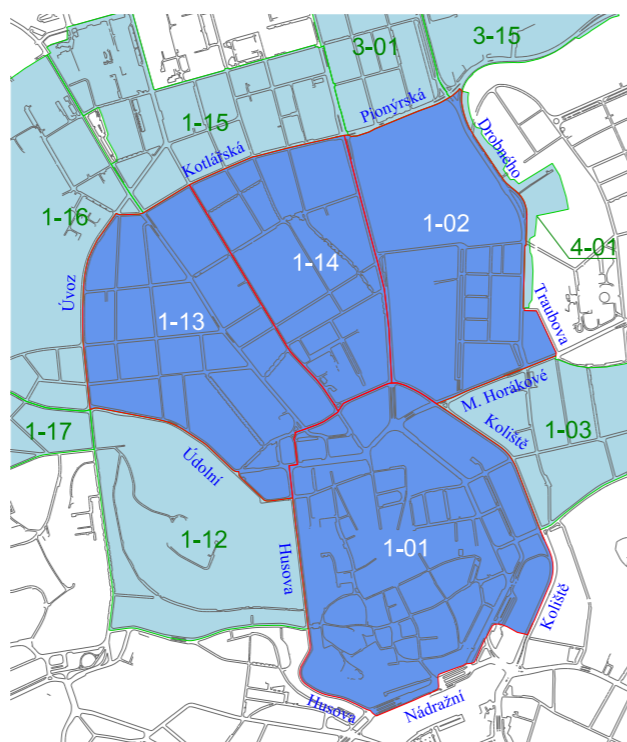 3-01
3-15
Pionýrská
1-15
Kotlářská
Drobného
1-16
1-02
4-01
1-14
Úvoz
1-13
Traubova
M. Horákové
Koliště
1-17
1-03
Údolní
1-12
Husova
1-01
Koliště
Husova
Nádražní